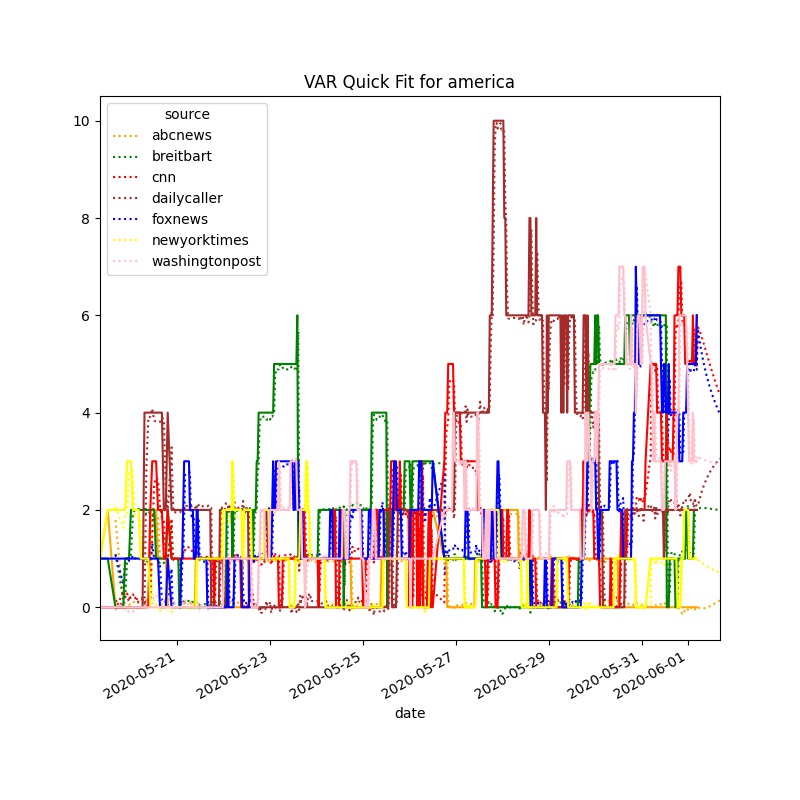 VAR Quick Fit for america
source
abcnews
breitbart
cnn
dailycaller
foxnews
newyorktimes
washingtonpost
10
8
6
4
2
0
2020-05-21
2020-05-23
2020-05-25
2020-05-27
2020-05-29
2020-05-31
2020-06-01
date